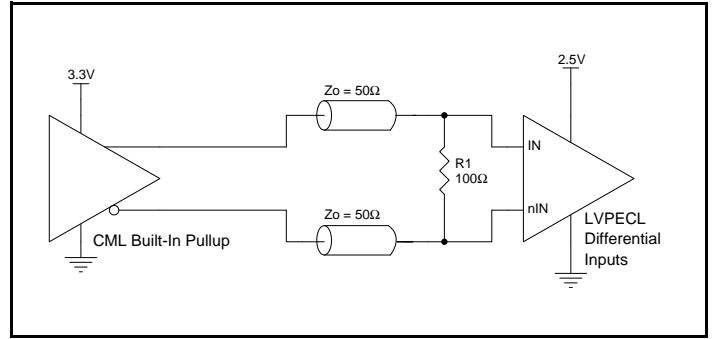 3.3V
2.5V
Zo = 50Ω
IN
R1
100Ω
Zo = 50Ω
nIN
LVPECL
Differential
Inputs
CML Built-In Pullup